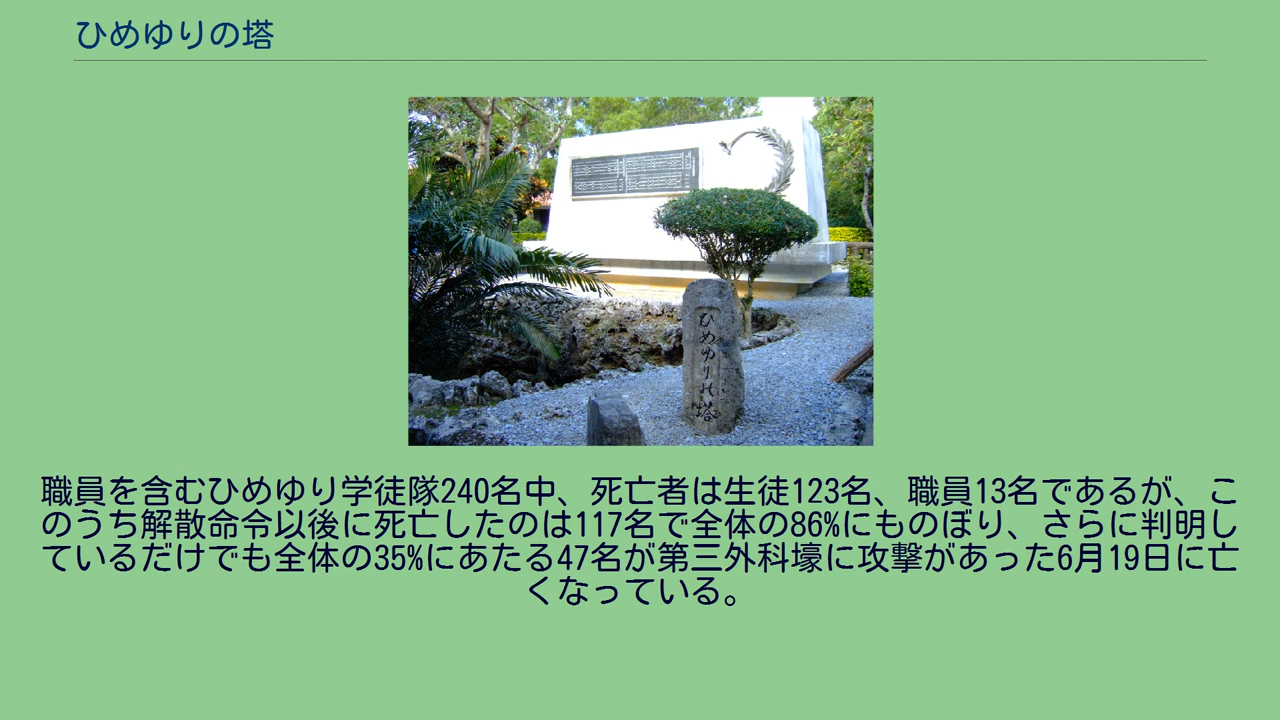 ひめゆりの塔
ひめゆりの塔
職員を含むひめゆり学徒隊240名中、死亡者は生徒123名、職員13名であるが、こ
のうち解散命令以後に死亡したのは117名で全体の86%にものぼり、さらに判明し
ているだけでも全体の35%にあたる47名が第三外科壕に攻撃があった6月19日に亡
くなっている。